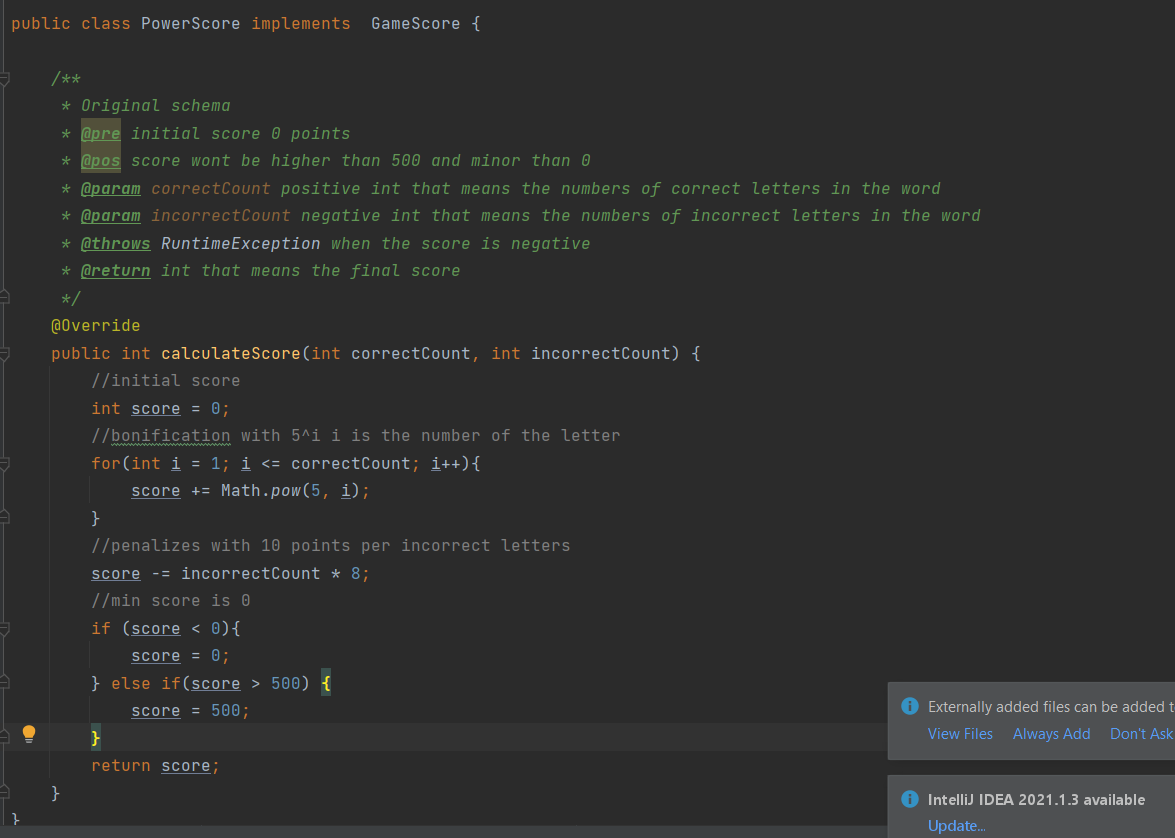 public class PowerScore implements  GameScore {
/**
* Original schema
* @pre initial score 0 points
* @pos score wont be higher than 500 and minor than 0
* @param correctCount positive int that means the numbers of correct letters in the word
* @param incorrectCount negative int that means the numbers of incorrect letters in the word
* @throws RuntimeException when the score is negative
* @return int that means the final score
*/
@Override
public int calculateScore(int correctCount, int incorrectCount) {
//initial score
int score = 0;
//bonification with 5^i i is the number of the letter
for(int i = 1; i <= correctCount; i++){
score += Math.pow(5, i);
}
//penalizes with 10 points per incorrect letters
score -= incorrectCount * 8;
//min score is 0
if (score < 0){
score = 0;
} else if(score > 500) {
score = 500;
}
return score;
}
}
Externally added files can be added t
View Files Always Add Don't Ask
IntelliJ IDEA 2021.1.3 available
Update...